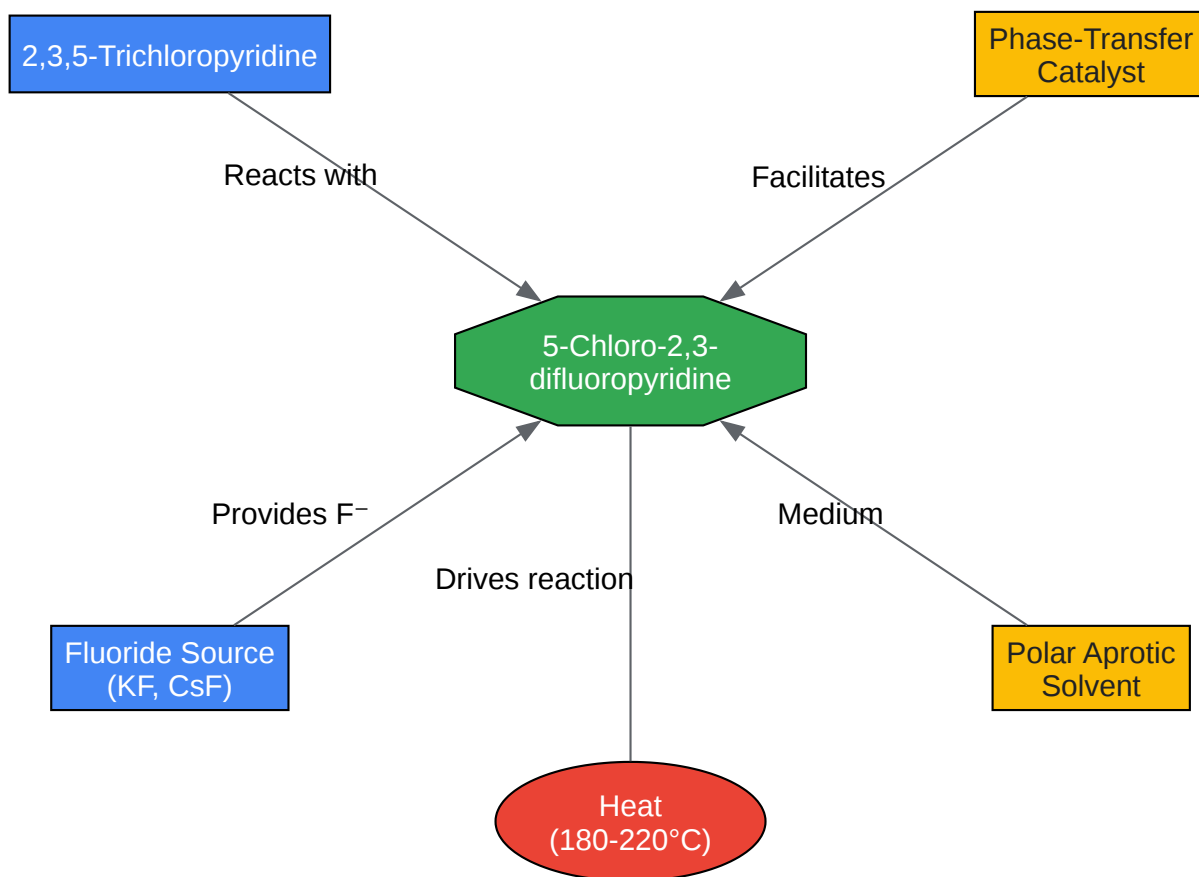 2,3,5-Trichloropyridine
Phase-Transfer
Catalyst
Reacts with
Facilitates
5-Chloro-2,3-
difluoropyridine
Provides F⁻
Medium
Drives reaction
Fluoride Source
(KF, CsF)
Polar Aprotic
Solvent
Heat
(180-220°C)